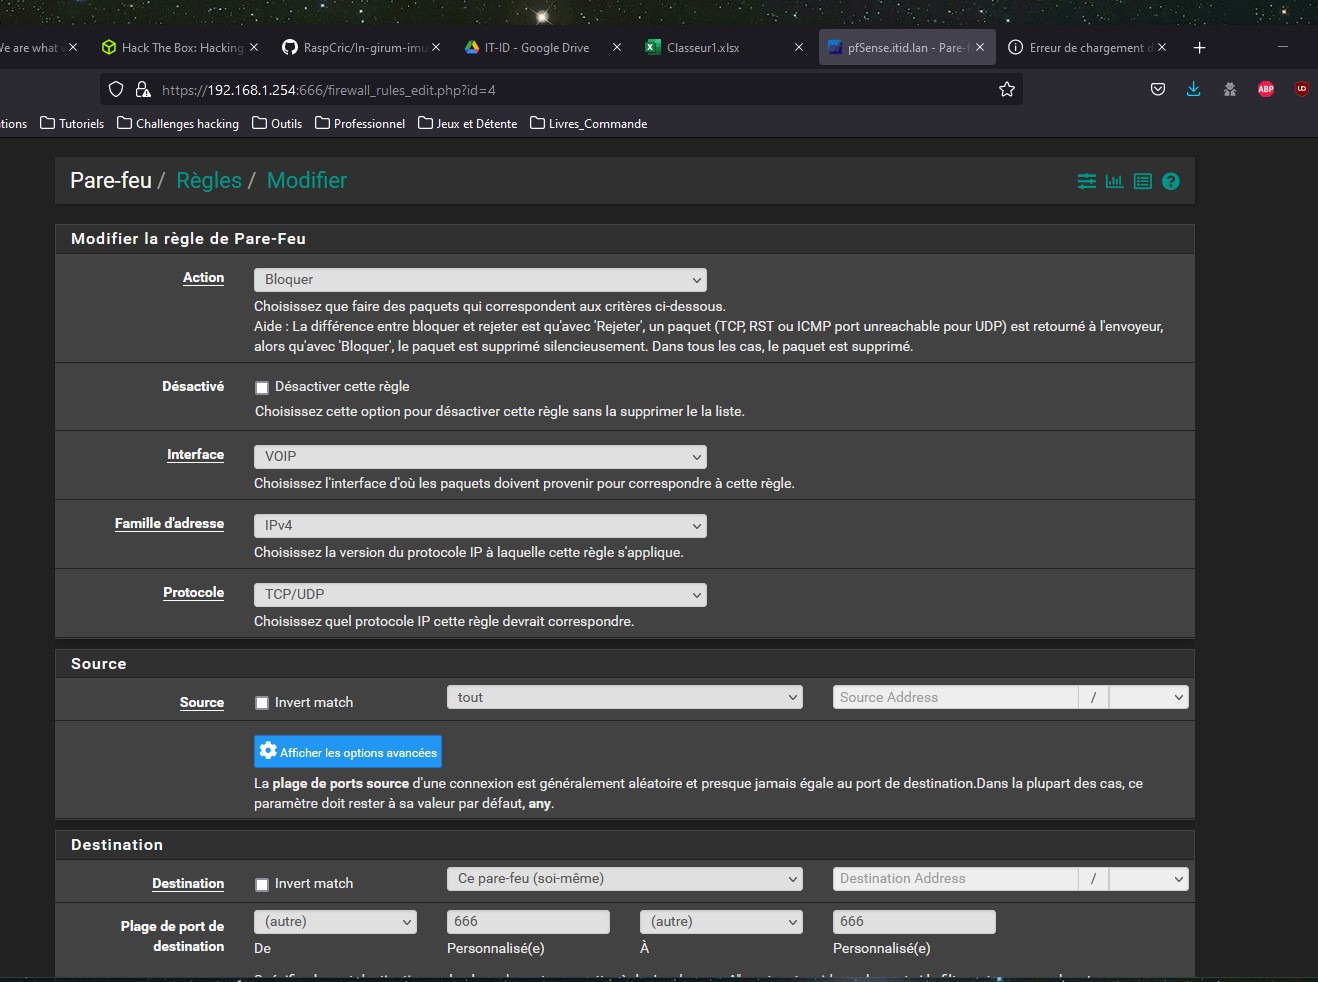 We are what
Hack The Box: Hacking
RaspCric/In-girum-imu
IT-ID - Google Drive
Classeur1.xlsx
pfSense.itid.lan - Pare-f
Erreur de chargement d
https://192.168.1.254:666/firewall_rules_edit.php?id=4
ABP
tions
Tutoriels
Challenges hacking
Outils
Professionnel
Jeux et Détente
Livres_Commande
Pare-feu / Règles / Modifier
Modifier la règle de Pare-Feu
Action
Bloquer
Choisissez que faire des paquets qui correspondent aux critères ci-dessous.
Aide : La différence entre bloquer et rejeter est qu'avec 'Rejeter', un paquet (TCP, RST ou ICMP port unreachable pour UDP) est retourné à l'envoyeur,
alors qu'avec 'Bloquer', le paquet est supprimé silencieusement. Dans tous les cas, le paquet est supprimé.
Désactivé
Désactiver cette règle
Choisissez cette option pour désactiver cette règle sans la supprimer le la liste.
Interface
VOIP
Choisissez l'interface d'où les paquets doivent provenir pour correspondre à cette règle.
Famille d'adresse
IPv4
Choisissez la version du protocole IP à laquelle cette règle s'applique.
Protocole
TCP/UDP
Choisissez quel protocole IP cette règle devrait correspondre.
Source
Source
Invert match
tout
Source Address
/
Afficher les options avancées
La plage de ports source d'une connexion est généralement aléatoire et presque jamais égale au port de destination.Dans la plupart des cas, ce
paramètre doit rester à sa valeur par défaut, any.
Destination
Destination
Invert match
Ce pare-feu (soi-même)
Destination Address
/
Plage de port de
destination
(autre)
666
(autre)
666
De
Personnalisé(e)
À
Personnalisé(e)